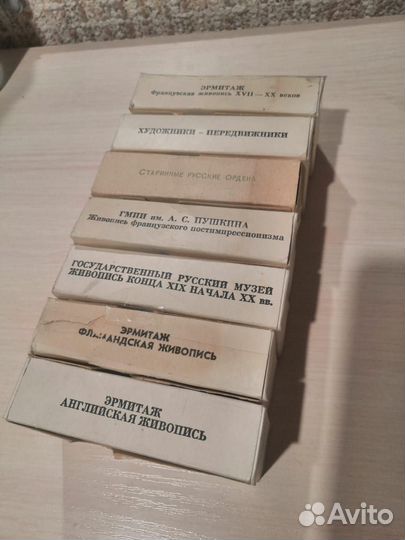 ЭРМИТАЖ
Французская живопись XVII — XX веков
ХУДОЖНИКИ - ПЕРЕДВИЖНИКИ
СТАРИННЫЕ РУССКИЕ ОРДЕНА
ГМИИ им. А. С. ПУШКИНА
Живопись французского постимпрессионизма
ГОСУДАРСТВЕННЫЙ РУССКИЙ МУЗЕЙ
ЖИВОПИСЬ КОНЦА XIX НАЧАЛА XX вв.
ЭРМИТАЖ
ФЛАМАНДСКАЯ ЖИВОПИСЬ
ЭРМИТАЖ
АНГЛИЙСКАЯ ЖИВОПИСЬ
Avito